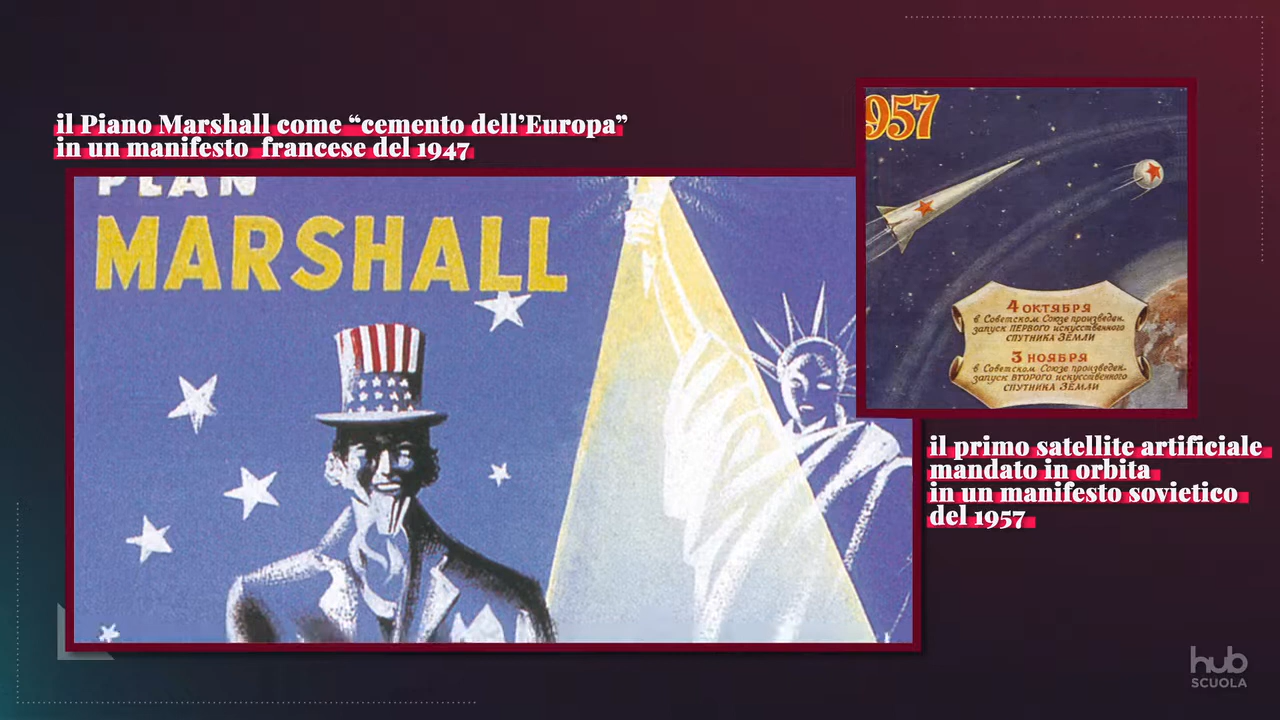 il Piano Marshall come “cemento dell’Europa”
in un manifesto francese del 1947
PLAN
MARSHALL
957
4 ОКТЯБРЯ
в Советском Союзе произведен
запуск ПЕРВОГО искусственного
СПУТНИКА ЗЕМЛИ
3 НОЯБРЯ
в Советском Союзе произведен
запуск ВТОРОГО искусственного
СПУТНИКА ЗЕМЛИ
il primo satellite artificiale
mandato in orbita
in un manifesto sovietico
del 1957
hub
SCUOLA